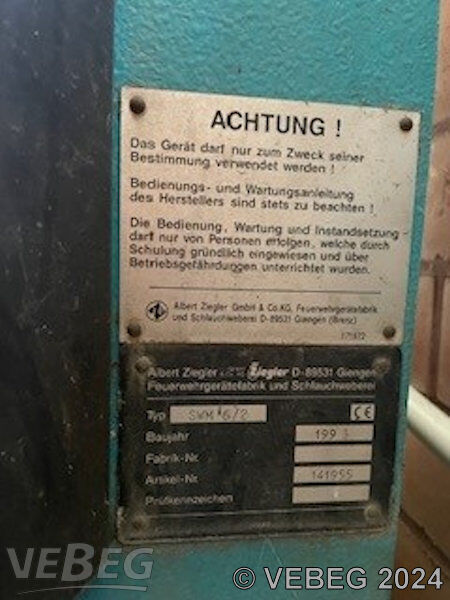 ACHTUNG !
Das Gerät darf nur zum Zweck seiner
Bestimmung verwendet werden !
Bedienungs- und Wartungsanleitung
des Herstellers sind stets zu beachten !
Die Bedienung, Wartung und Instandsetzung
darf nur von Personen erfolgen, welche durch
Schulung gründlich eingewiesen und über
Betriebsgefährdungen unterrichtet wurden.
Albert Ziegler GmbH & Co.KG, Feuerwehrgerätefabrik
und Schlauchweberei D-89531 Giengen (Brenz)
Albert Ziegler Ziegler D-89531 Giengen
Feuerwehrgerätefabrik und Schlauchweberei
Typ SWM 6/2 CE
Baujahr 199
Fabrik-Nr.
Artikel-Nr. 141955
Prüfkennzeichen
VEBEG
© VEBEG 2024